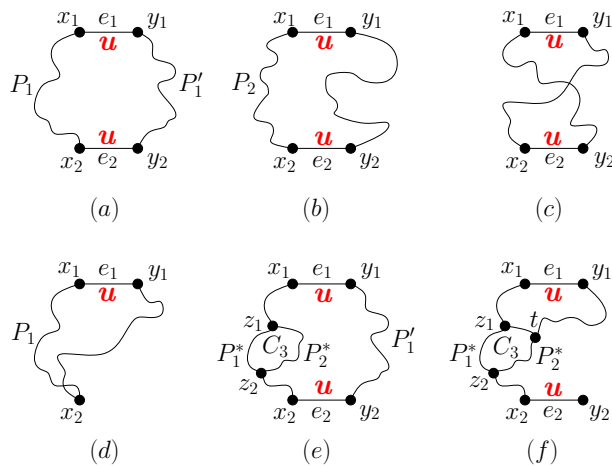 x₁ e₁ y₁ x₁ e₁ y₁ x₁ e₁ y₁
u u u
P₁ P₁′ P₂
u u u
x₂ e₂ y₂ x₂ e₂ y₂ x₂ e₂ y₂
(a) (b) (c)
x₁ e₁ y₁ x₁ e₁ y₁ x₁ e₁ y₁
u u u
z₁ z₁ t
P₁ P₁* C₃ P₂* P₁′ P₁* C₃ P₂*
z₂ u z₂ u
x₂ x₂ e₂ y₂ x₂ e₂ y₂
(d) (e) (f)